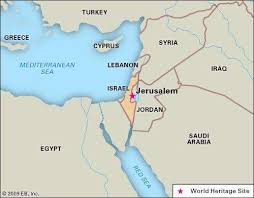 TURKEY
CYPRUS
SYRIA
LEBANON
MEDITERRANEAN
SEA
IRAQ
ISRAEL
Jerusalem
JORDAN
EGYPT
SAUDI
ARABIA
RED SEA
© 2009 EB, Inc.
World Heritage Site